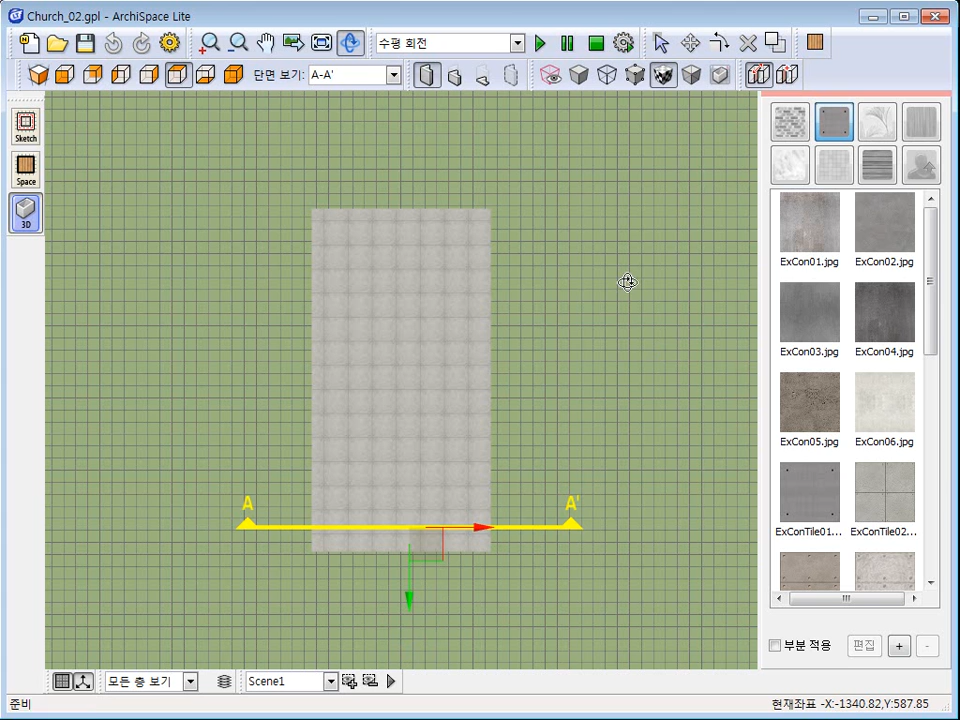 Church_02.gpl - ArchiSpace Lite
수평 회전
단면 보기: A-A'
Sketch
Space
3D
A A'
ExCon01.jpg ExCon02.jpg
ExCon03.jpg ExCon04.jpg
ExCon05.jpg ExCon06.jpg
ExConTile01... ExConTile02...
부분 적용 편집 + -
모든 층 보기 Scene1
준비 현재좌표 -X:-1340.82,Y:587.85